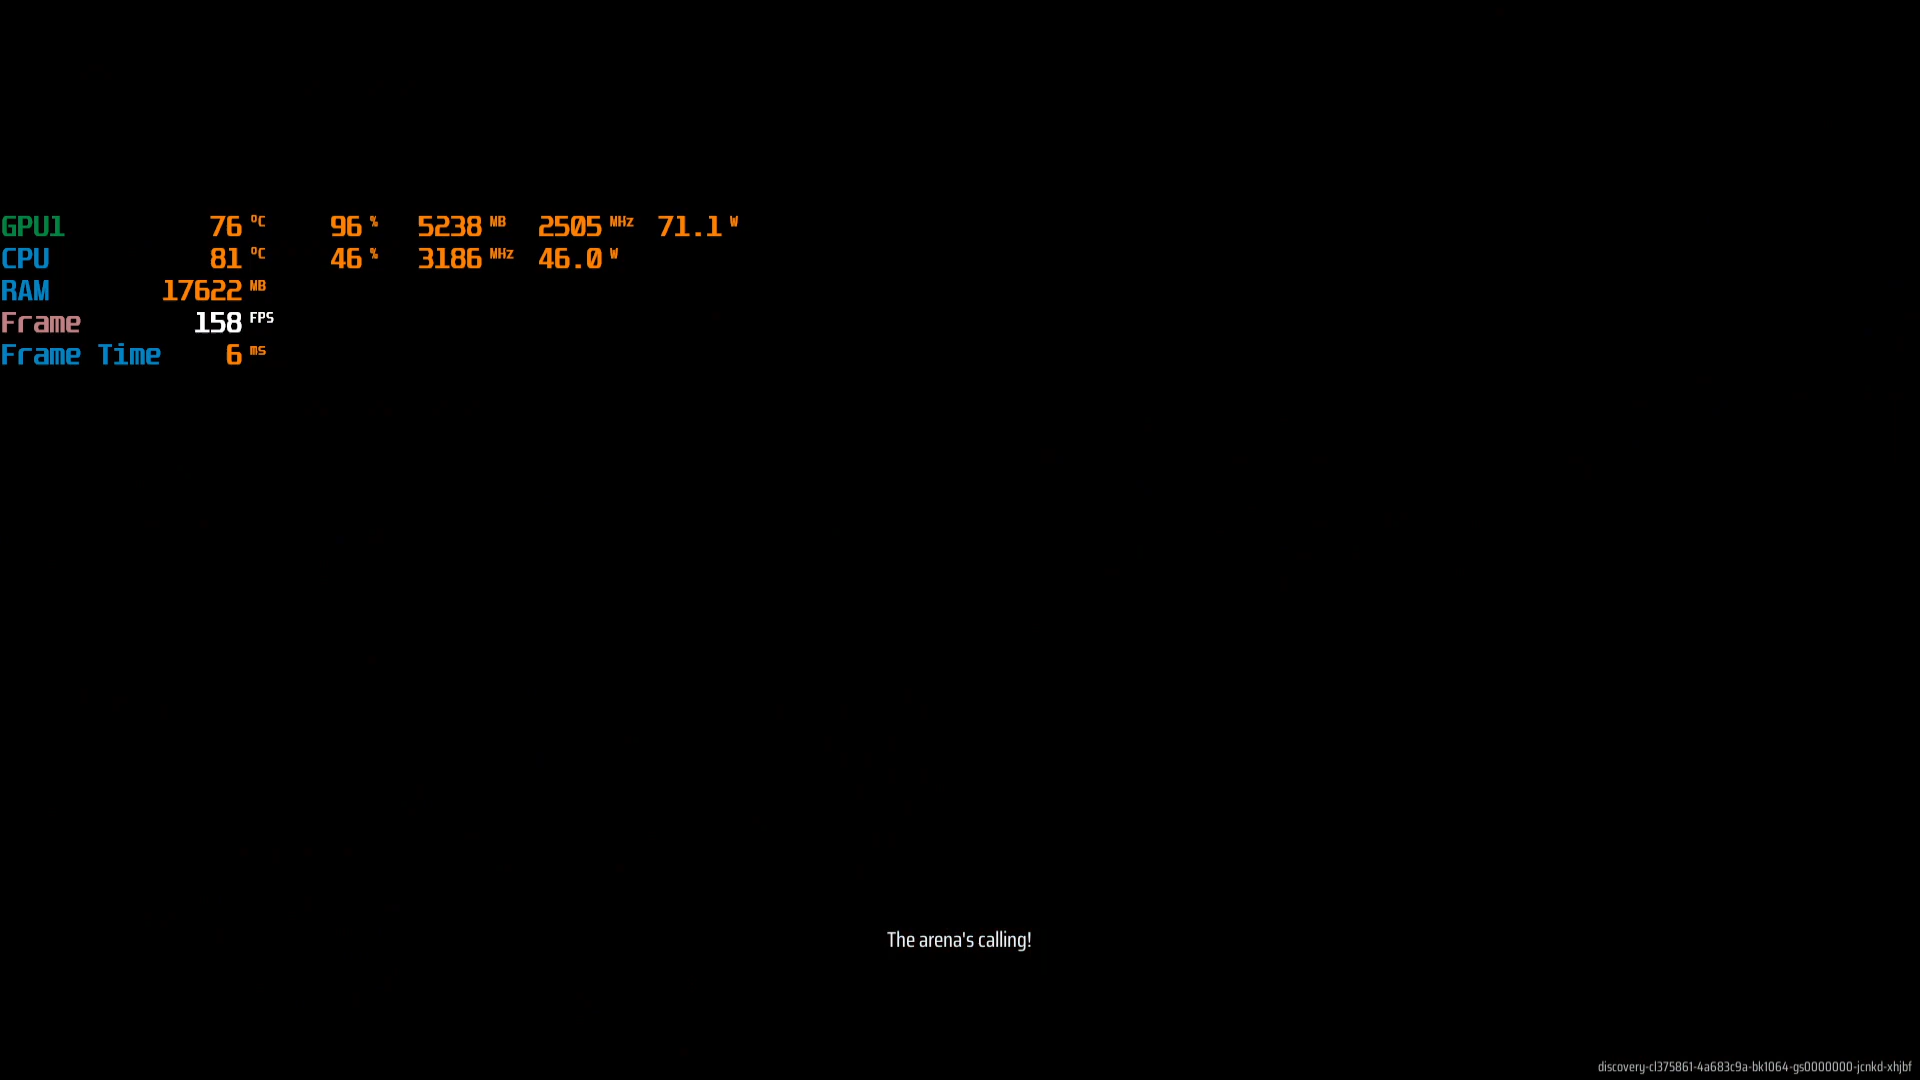 GPU1 76 °C 96 % 5238 MB 2505 MHz 71.1 W
CPU 81 °C 46 % 3186 MHz 46.0 W
RAM 17622 MB
Frame 158 FPS
Frame Time 6 ms
The arena's calling!
discovery-cl375861-4a683c9a-bk1064-gs0000000-jcnkd-xhjbf